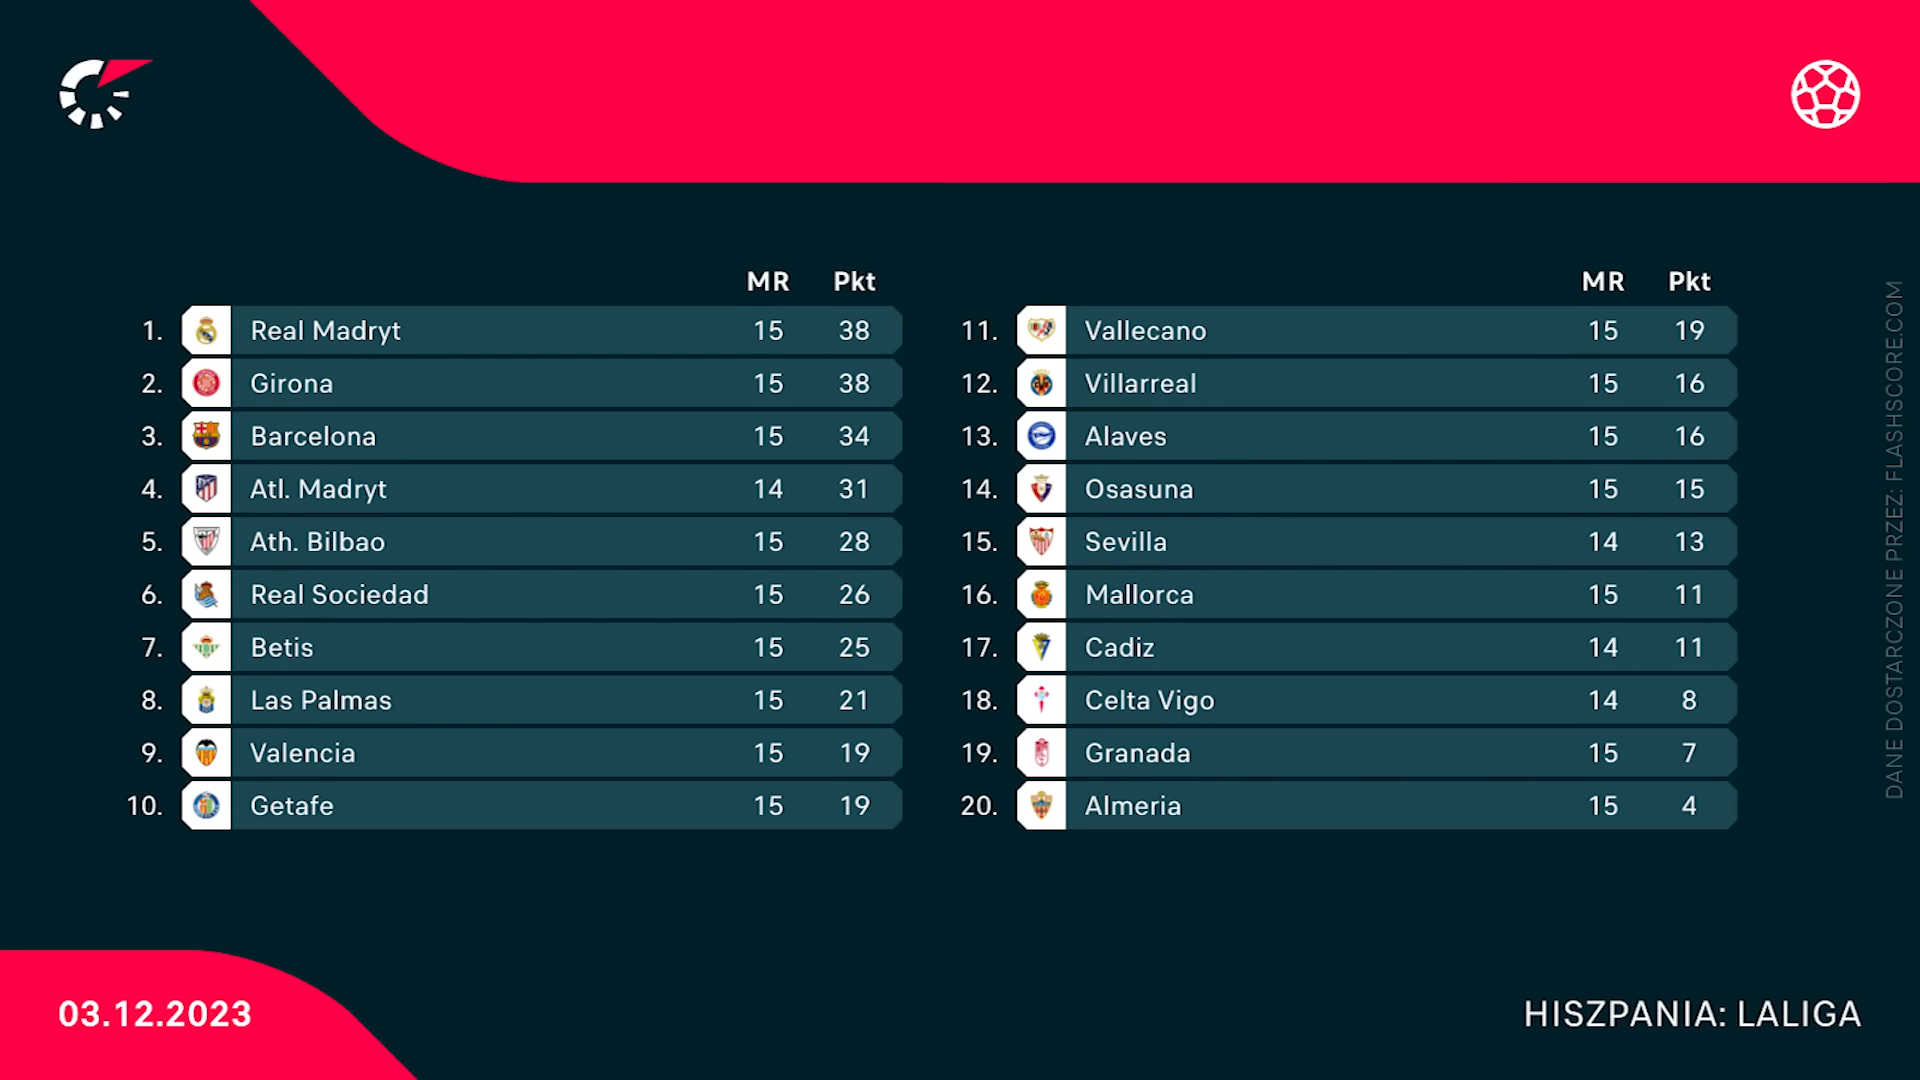 MR Pkt
1. Real Madryt 15 38
2. Girona 15 38
3. Barcelona 15 34
4. Atl. Madryt 14 31
5. Ath. Bilbao 15 28
6. Real Sociedad 15 26
7. Betis 15 25
8. Las Palmas 15 21
9. Valencia 15 19
10. Getafe 15 19
MR Pkt
11. Vallecano 15 19
12. Villarreal 15 16
13. Alaves 15 16
14. Osasuna 15 15
15. Sevilla 14 13
16. Mallorca 15 11
17. Cadiz 14 11
18. Celta Vigo 14 8
19. Granada 15 7
20. Almeria 15 4
DANE DOSTARCZONE PRZEZ: FLASHSCORE.COM
03.12.2023
HISZPANIA: LALIGA